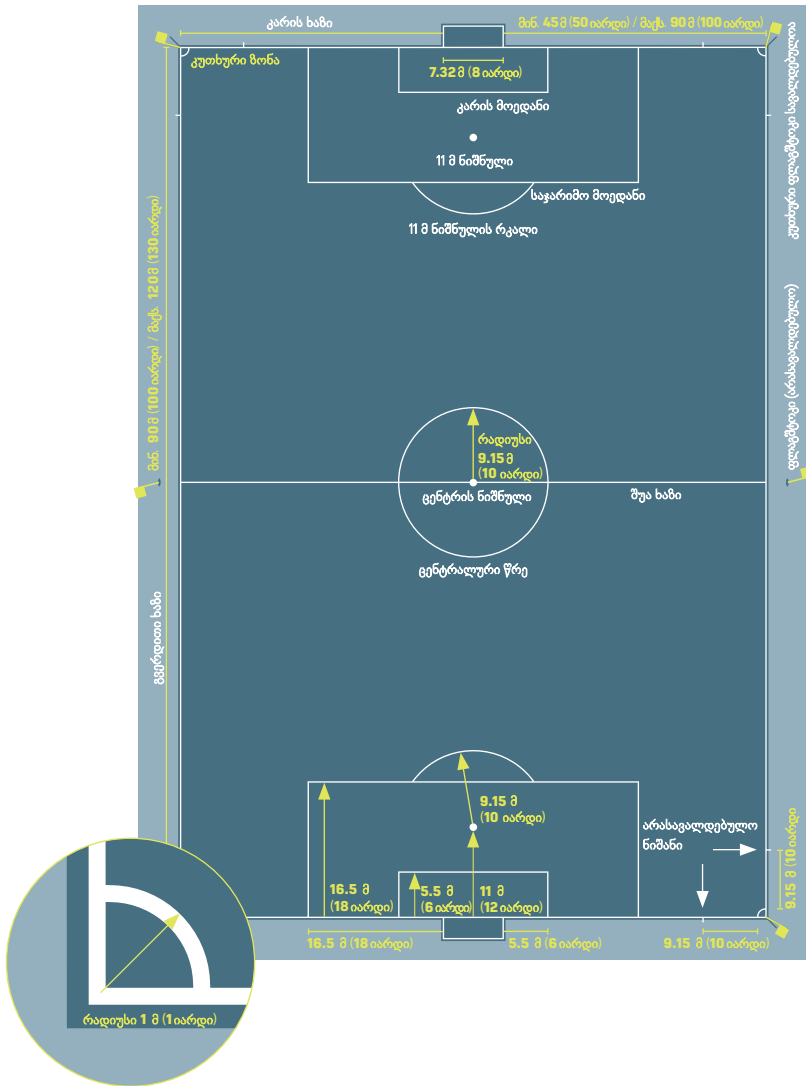 კარის ხაზი
მინ. 45 მ (50 იარდი) / მაქს. 90 მ (100 იარდი)
კუთხური ზონა
7.32 მ (8 იარდი)
კარის მოედანი
11 მ ნიშნული
საჯარიმო მოედანი
11 მ ნიშნულის რკალი
კუთხური ფლაგშტოკი (სავალდებულოა)
მინ. 90 მ (100 იარდი) / მაქს. 120 მ (130 იარდი)
ფლაგშტოკი (არასავალდებულო)
რადიუსი
9.15 მ
(10 იარდი)
ცენტრის ნიშნული
შუა ხაზი
ცენტრალური წრე
გვერდითი ხაზი
9.15 მ
(10 იარდი)
არასავალდებულო
ნიშანი
9.15 მ (10 იარდი
16.5 მ
(18 იარდი)
5.5 მ
(6 იარდი)
11 მ
(12 იარდი)
16.5 მ (18 იარდი)
5.5 მ (6 იარდი)
9.15 მ (10 იარდი)
რადიუსი 1 მ (1 იარდი)